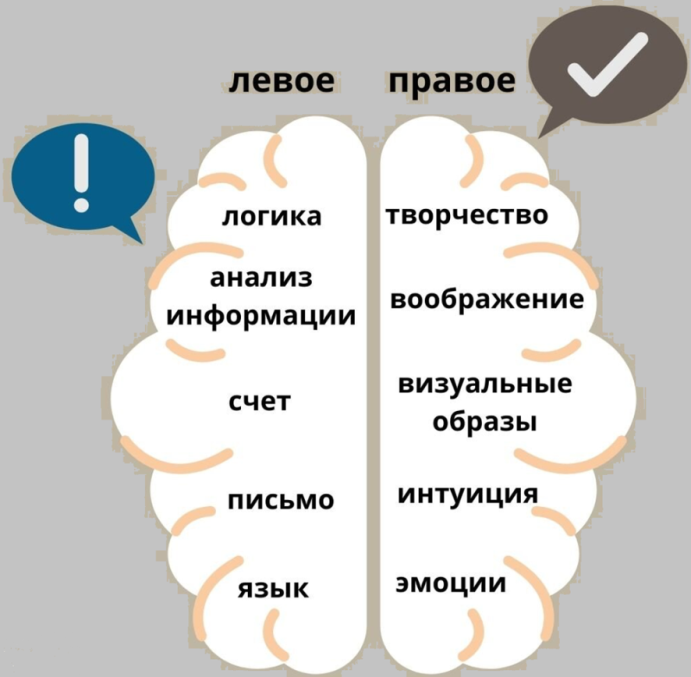 левое
правое
логика
анализ
информации
счет
письмо
язык
творчество
воображение
визуальные
образы
интуиция
эмоции